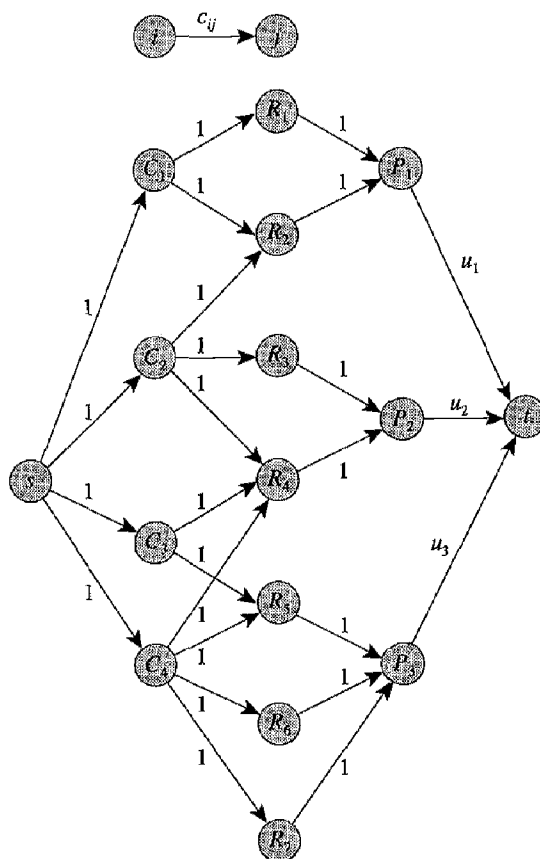 i c_{ij} j
R_1
1 1
C_1 P_1
1 1
R_2
u_1
1 1
C_2 1 R_3
1 1
1 P_2 u_2 t
s R_4 1
1 1
C_3 u_3
1 1
R_5
1 1 1
C_4 P_3
1 1
R_6
1 1
R_7